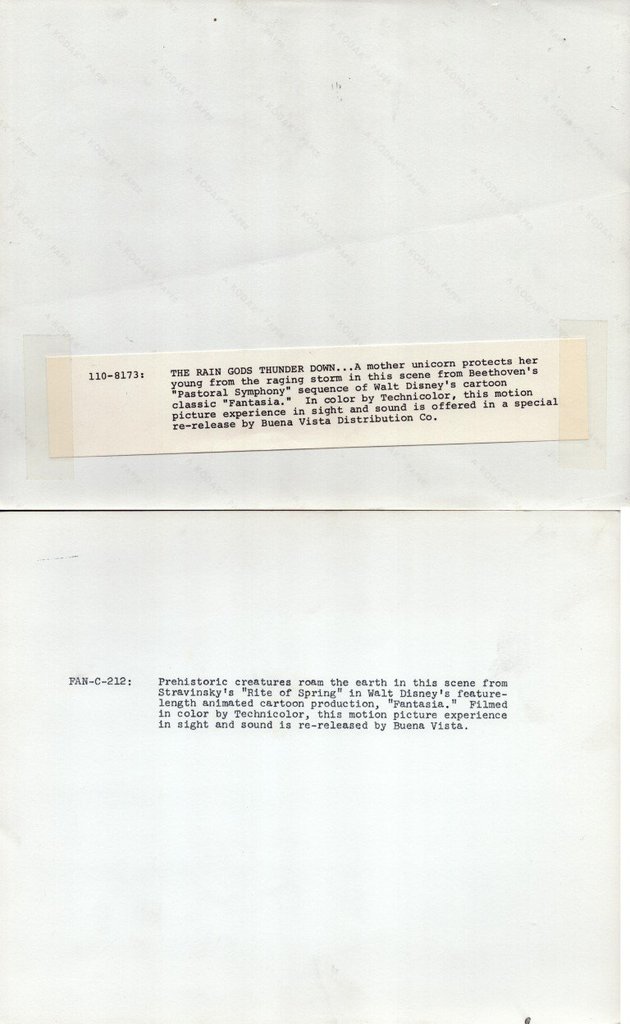 110-8173: THE RAIN GODS THUNDER DOWN...A mother unicorn protects her
young from the raging storm in this scene from Beethoven's
"Pastoral Symphony" sequence of Walt Disney's cartoon
classic "Fantasia." In color by Technicolor, this motion
picture experience in sight and sound is offered in a special
re-release by Buena Vista Distribution Co.
FAN-C-212: Prehistoric creatures roam the earth in this scene from
Stravinsky's "Rite of Spring" in Walt Disney's feature-
length animated cartoon production, "Fantasia." Filmed
in color by Technicolor, this motion picture experience
in sight and sound is re-released by Buena Vista.